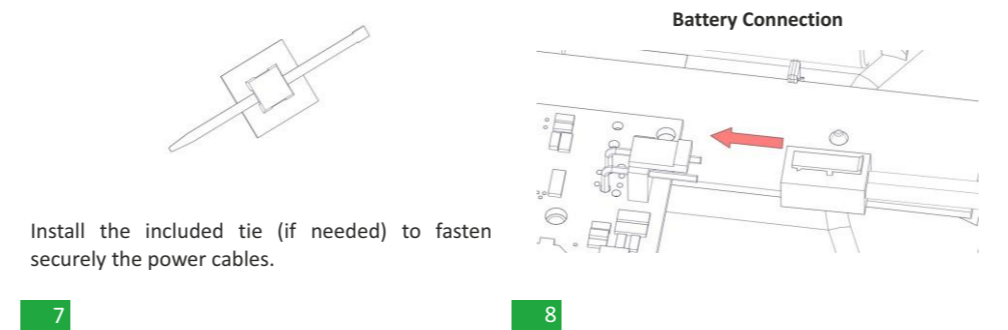 Battery Connection
Install the included tie (if needed) to fasten
securely the power cables.
7
8